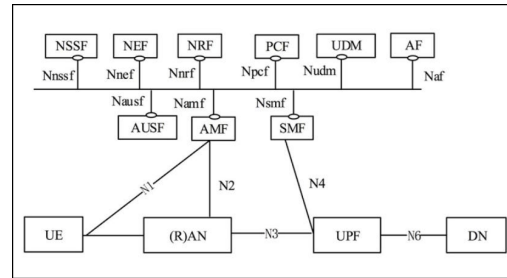 NSSF NEF NRF PCF UDM AF
Nnssf Nnef Nnrf Npcf Nudm Naf
Nausf Namf Nsmf
AUSF AMF SMF
N1 N2 N4
UE (R)AN N3 UPF N6 DN